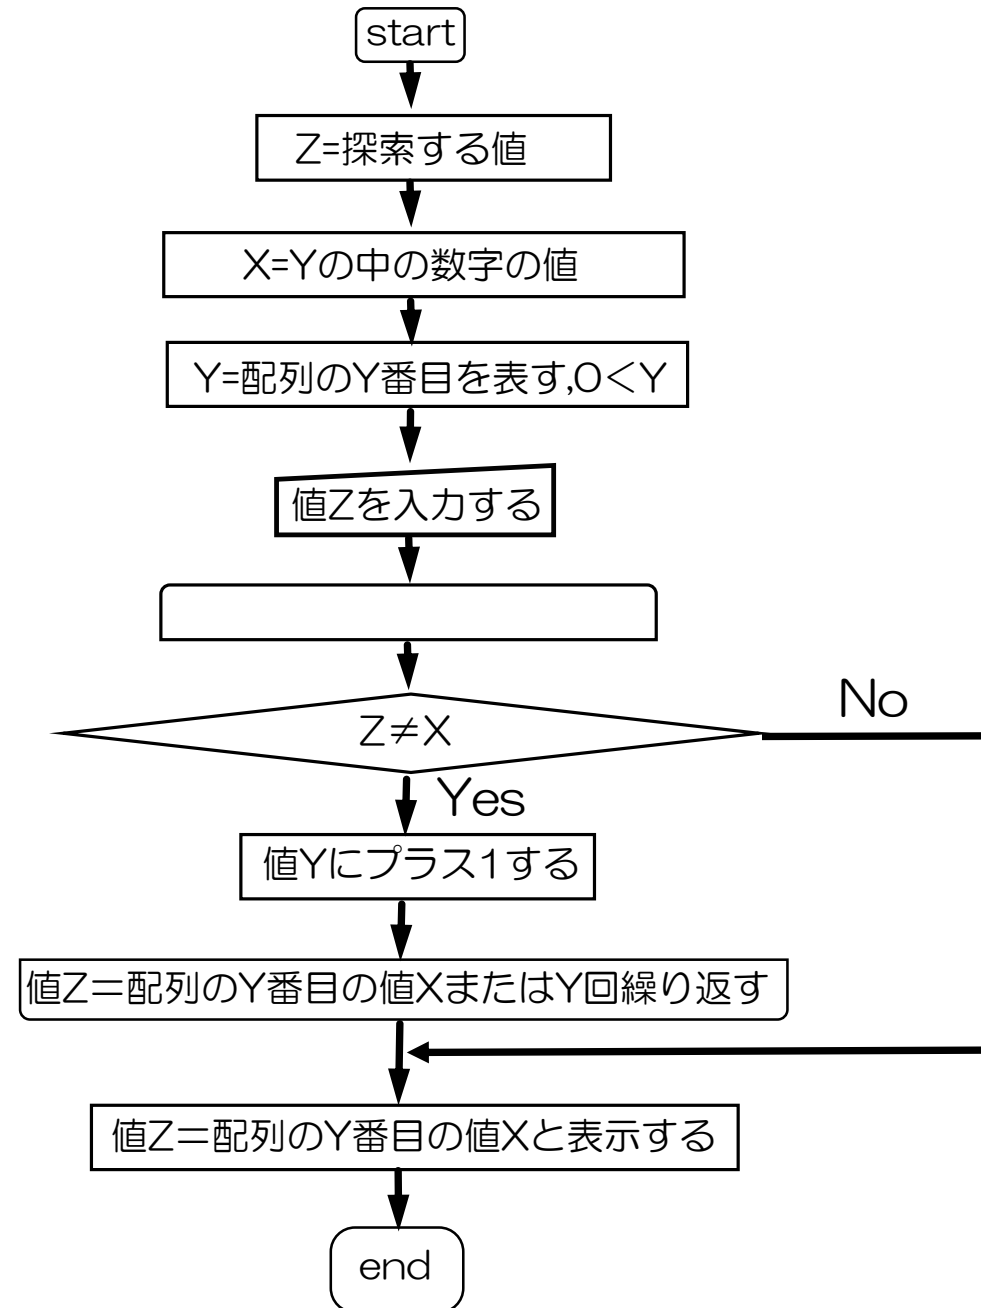 start
Z=探索する値
X=Yの中の数字の値
Y=配列のY番目を表す,0＜Y
値Zを入力する
Z≠X
No
Yes
値Yにプラス1する
値Z＝配列のY番目の値XまたはY回繰り返す
値Z＝配列のY番目の値Xと表示する
end